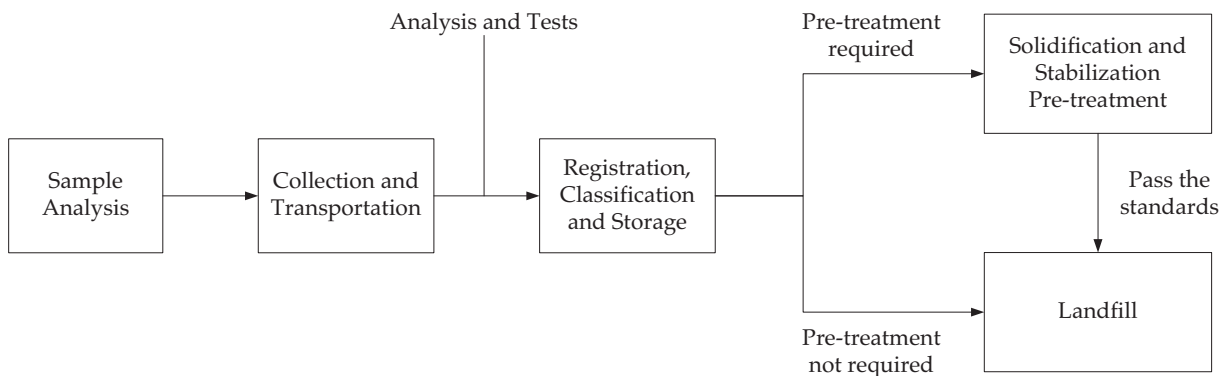 Analysis and Tests
Pre-treatment
required
Solidification and
Stabilization
Pre-treatment
Sample
Analysis
Collection and
Transportation
Registration,
Classification
and Storage
Pass the
standards
Landfill
Pre-treatment
not required